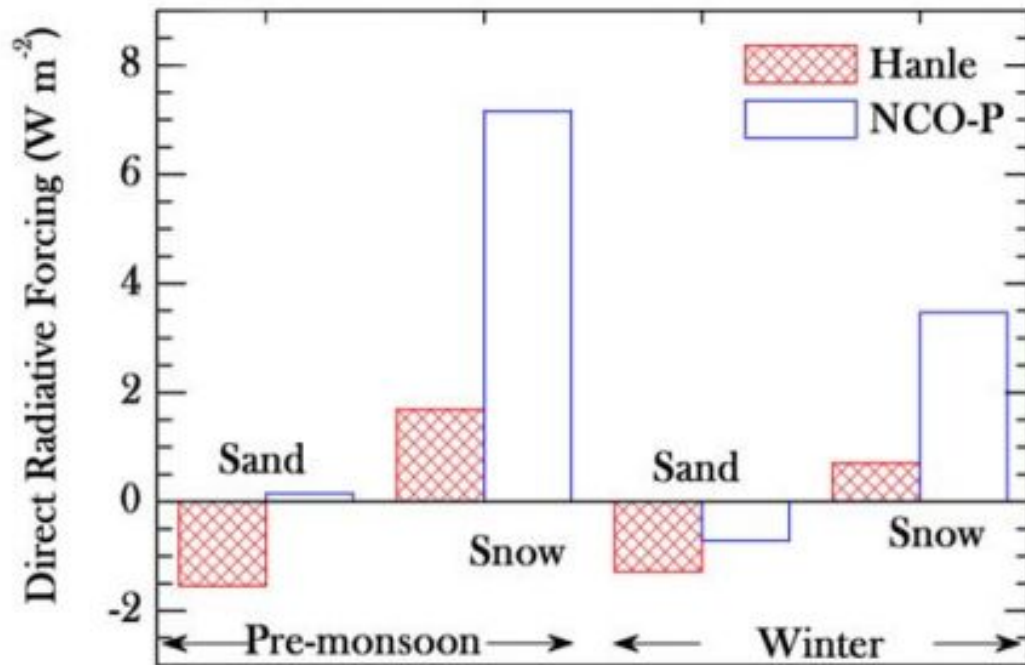 Direct Radiative Forcing (W m⁻²)
8
6
4
2
0
-2
Hanle
NCO-P
Sand
Snow
Sand
Snow
Pre-monsoon
Winter